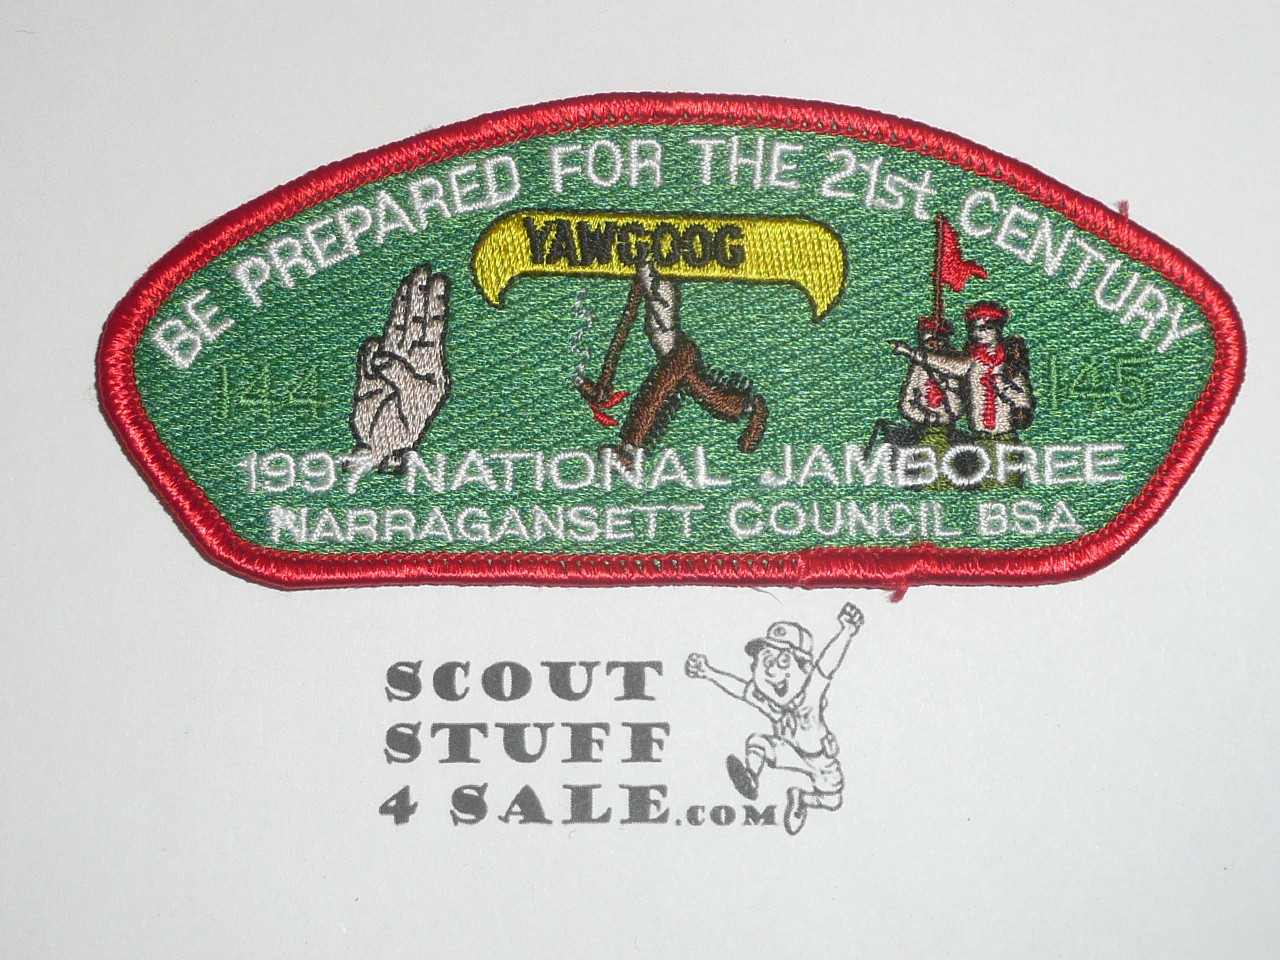 BE PREPARED FOR THE 21st CENTURY
YAWGOOG
144 145
1997 NATIONAL JAMBOREE
NARRAGANSETT COUNCIL BSA
SCOUT
STUFF
4 SALE.COM